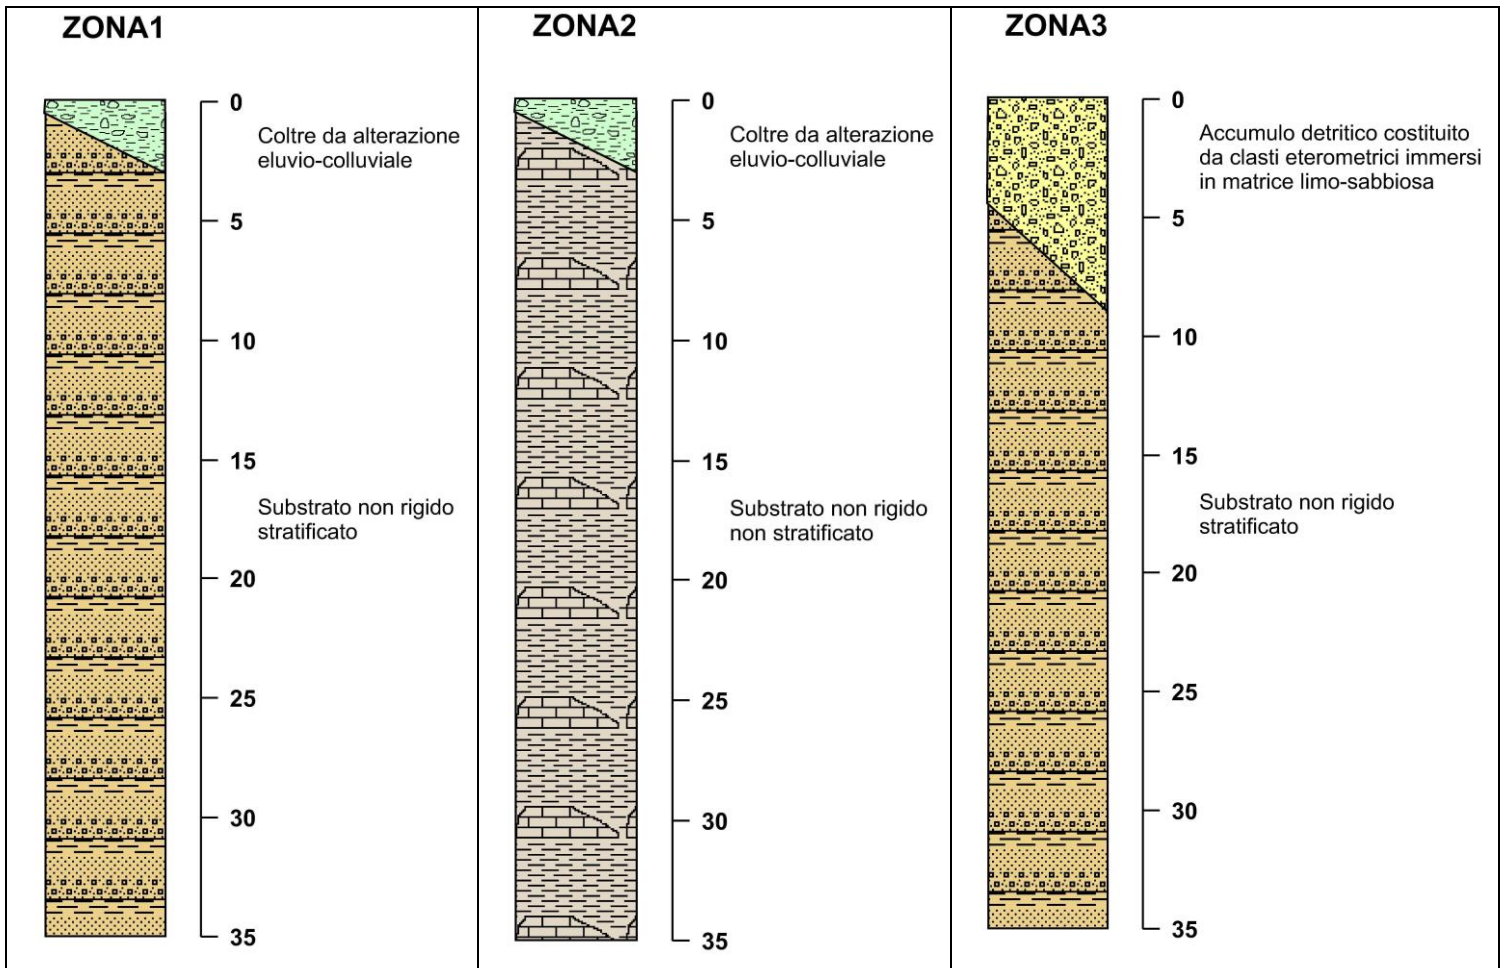 ZONA1
0
Coltre da alterazione
eluvio-colluviale
5
10
15
Substrato non rigido
stratificato
20
25
30
35
ZONA2
0
Coltre da alterazione
eluvio-colluviale
5
10
15
Substrato non rigido
non stratificato
20
25
30
35
ZONA3
0
Accumulo detritico costituito
da clasti eterometrici immersi
in matrice limo-sabbiosa
5
10
15
Substrato non rigido
stratificato
20
25
30
35